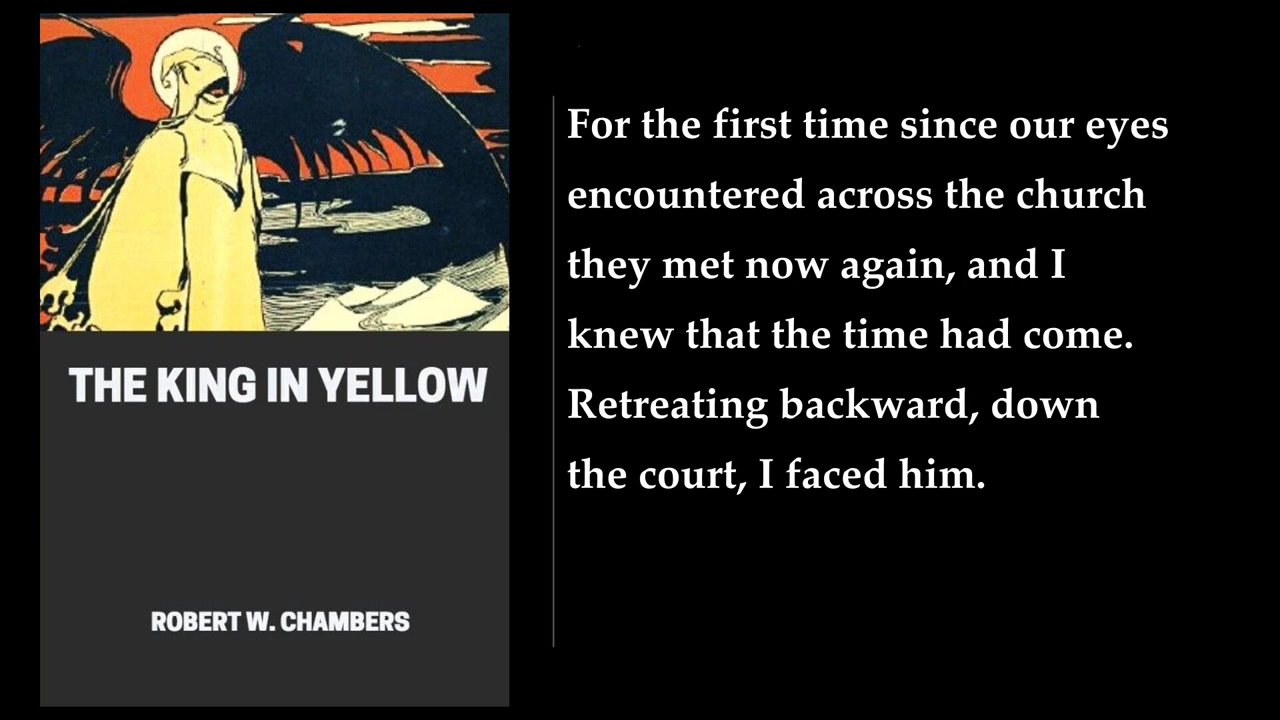 THE KING IN YELLOW
ROBERT W. CHAMBERS
For the first time since our eyes
encountered across the church
they met now again, and I
knew that the time had come.
Retreating backward, down
the court, I faced him.